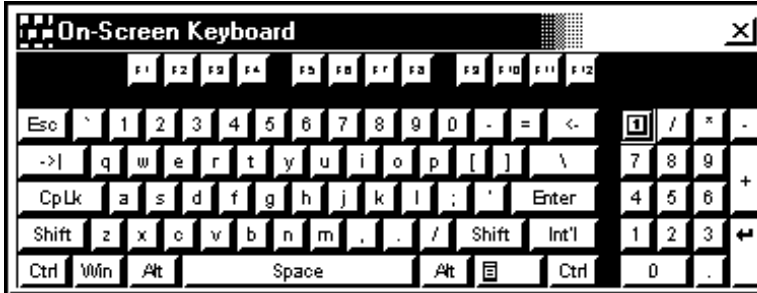 On-Screen Keyboard
F1 F2 F3 F4 F5 F6 F7 F8 F9 F10 F11 F12
Esc ` 1 2 3 4 5 6 7 8 9 0 - = <- 1 / * -
->| q w e r t y u i o p [ ] \ 7 8 9 +
CpLk a s d f g h j k l ; ' Enter 4 5 6
Shift z x c v b n m , . / Shift Int'l 1 2 3 ↵
Ctrl Win Alt Space Alt Ctrl 0 .